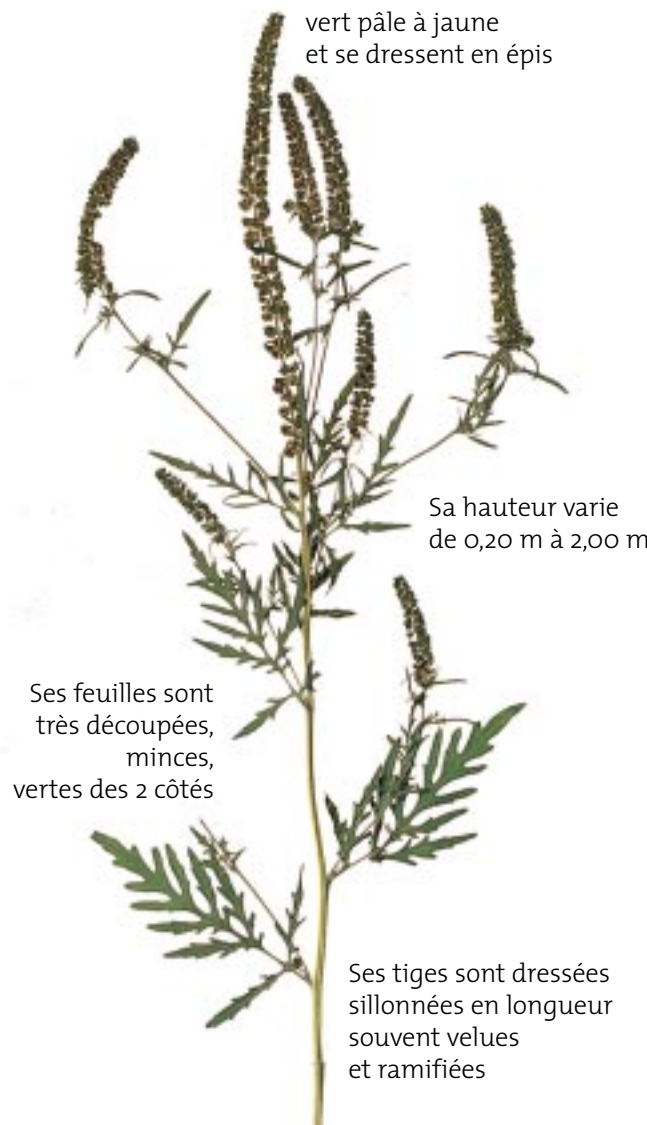 vert pâle à jaune
et se dressent en épis
Sa hauteur varie
de 0,20 m à 2,00 m
Ses feuilles sont
très découpées,
minces,
vertes des 2 côtés
Ses tiges sont dressées
sillonnées en longueur
souvent velues
et ramifiées